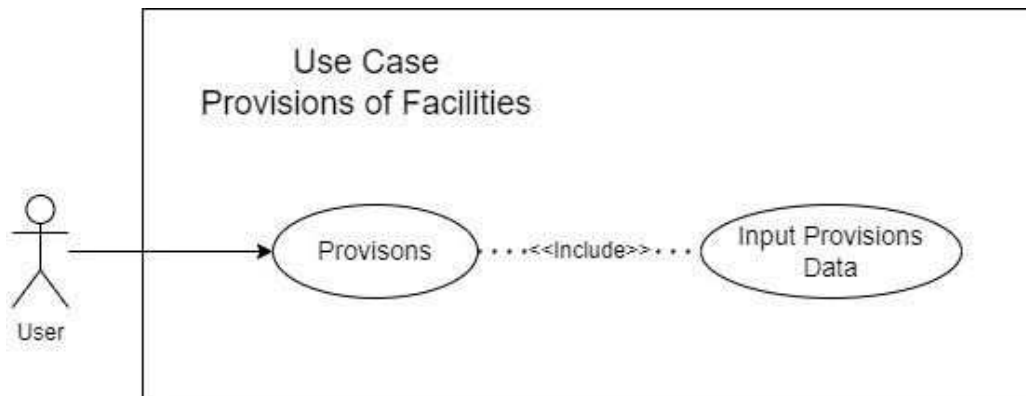 Use Case
Provisions of Facilities
Provisons
<<Include>>
Input Provisions
Data
User